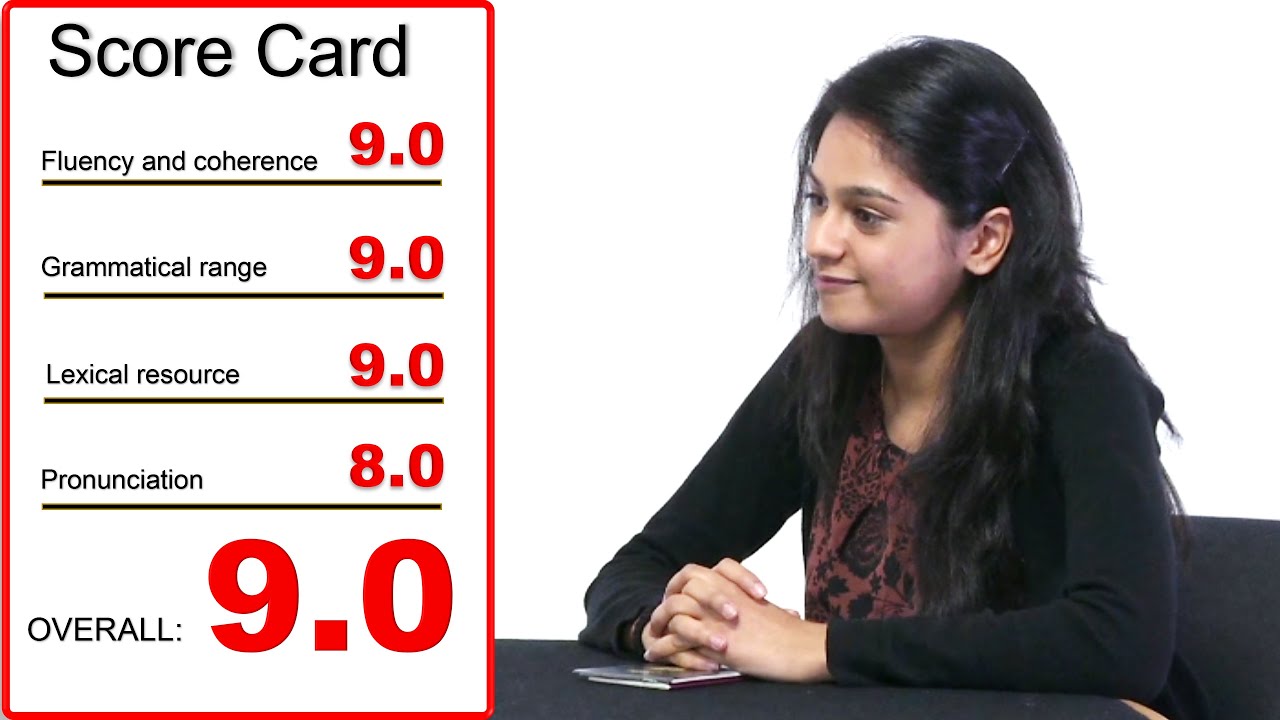 Score Card
Fluency and coherence 9.0
Grammatical range 9.0
Lexical resource 9.0
Pronunciation 8.0
OVERALL: 9.0